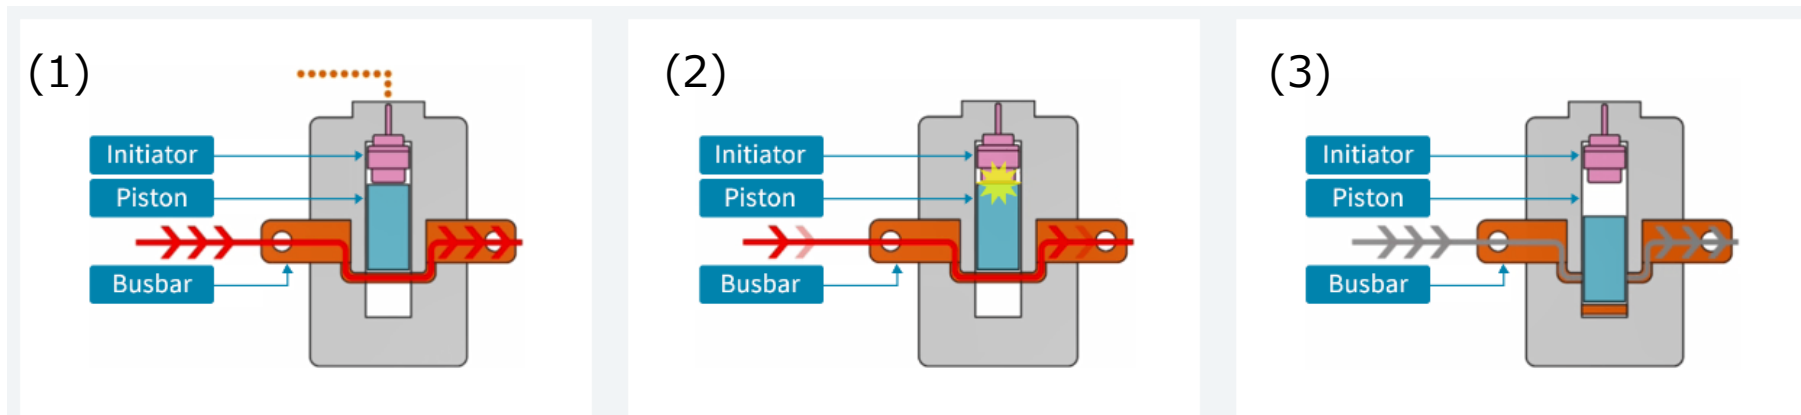 (1)
Initiator
Piston
Busbar
(2)
Initiator
Piston
Busbar
(3)
Initiator
Piston
Busbar